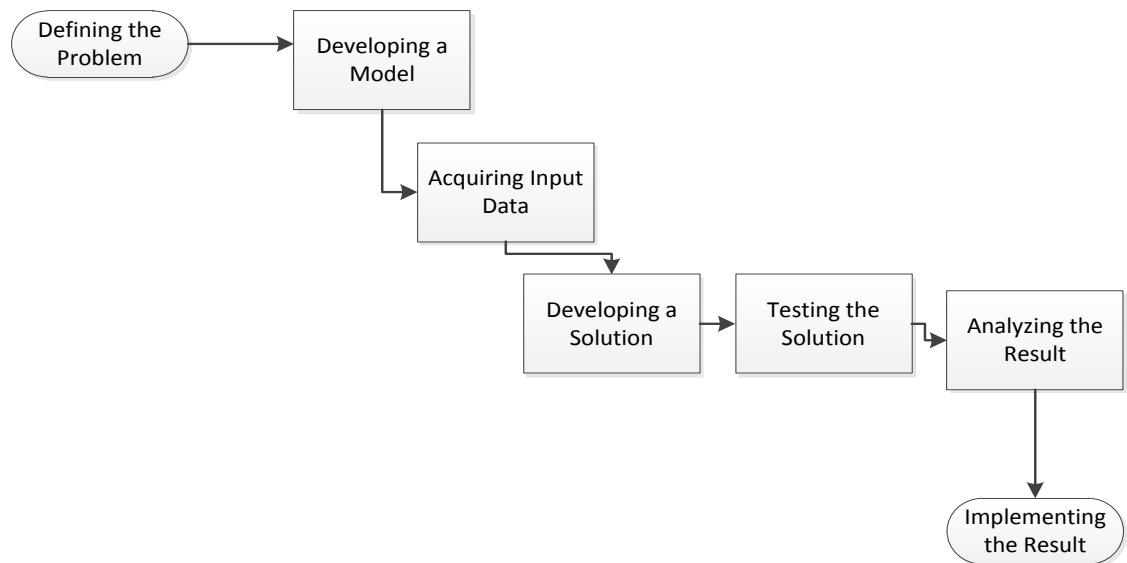 Defining the
Problem
Developing a
Model
Acquiring Input
Data
Developing a
Solution
Testing the
Solution
Analyzing the
Result
Implementing
the Result